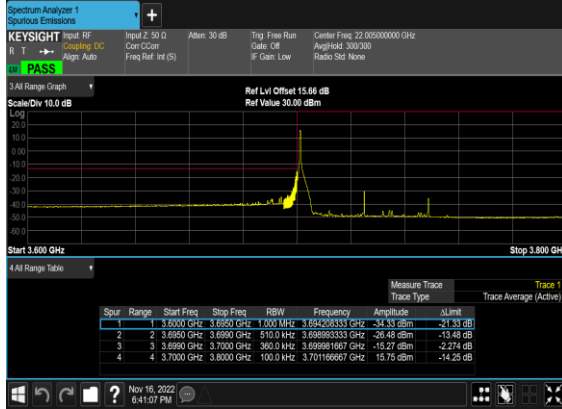 Spectrum Analyzer 1
Spurious Emissions
+
KEYSIGHT Input: RF Input Z: 50 Ω Atten: 30 dB Trig: Free Run Center Freq: 22.005000000 GHz
R T Coupling: DC Corr CCorr Gate: Off Avg|Hold: 300/300
Align: Auto Freq Ref: Int (S) IF Gain: Low Radio Std: None
PASS
3 All Range Graph
Ref Lvl Offset 15.66 dB
Scale/Div 10.0 dB Ref Value 30.00 dBm
Log
20.0
10.0
0.00
-10.0
-20.0
-30.0
-40.0
-50.0
-60.0
Start 3.600 GHz Stop 3.800 GH
4 All Range Table
Measure Trace Trace 1
Trace Type Trace Average (Active)
Spur Range Start Freq Stop Freq RBW Frequency Amplitude ΔLimit
1 1 3.6000 GHz 3.6950 GHz 1.000 MHz 3.694208333 GHz -34.33 dBm -21.33 dB
2 2 3.6950 GHz 3.6990 GHz 510.0 kHz 3.698993333 GHz -26.48 dBm -13.48 dB
3 3 3.6990 GHz 3.7000 GHz 360.0 kHz 3.699981667 GHz -15.27 dBm -2.274 dB
4 4 3.7000 GHz 3.8000 GHz 100.0 kHz 3.701166667 GHz 15.75 dBm -14.25 dB
? Nov 16, 2022
6:41:07 PM